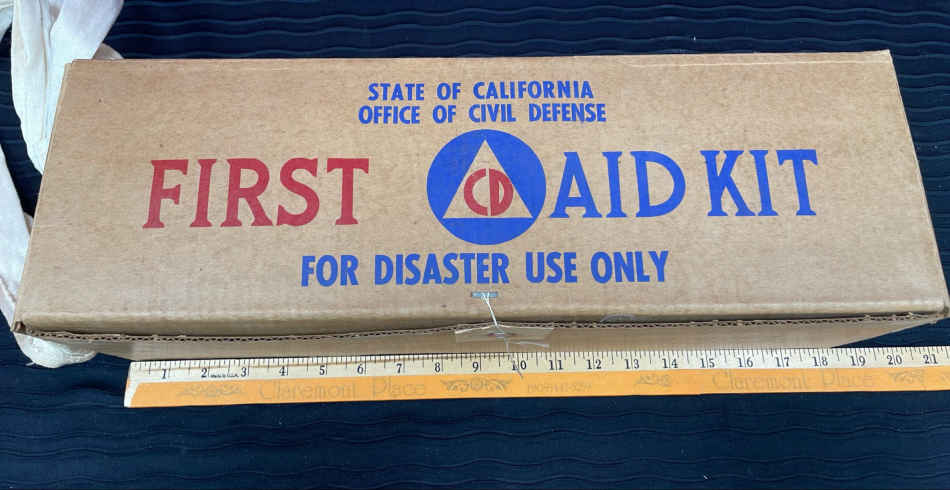 STATE OF CALIFORNIA
OFFICE OF CIVIL DEFENSE
FIRST CD AID KIT
FOR DISASTER USE ONLY
1 2 3 4 5 6 7 8 9 10 11 12 13 14 15 16 17 18 19 20 21
Claremont Place Claremont Place